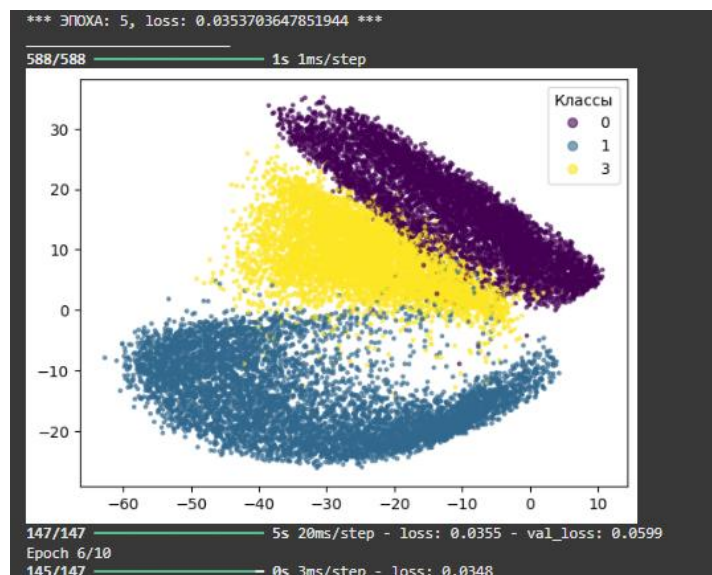 *** ЭПОХА: 5, loss: 0.0353703647851944 ***
588/588 1s 1ms/step
Классы
0
1
3
30
20
10
0
−10
−20
−60 −50 −40 −30 −20 −10 0 10
147/147 5s 20ms/step - loss: 0.0355 - val_loss: 0.0599
Epoch 6/10
145/147 0s 3ms/step - loss: 0.0348